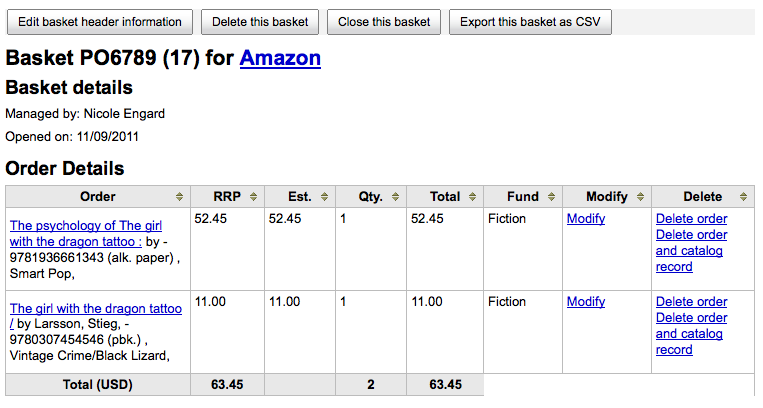 Edit basket header information Delete this basket Close this basket Export this basket as CSV
Basket PO6789 (17) for Amazon
Basket details
Managed by: Nicole Engard
Opened on: 11/09/2011
Order Details
Order RRP Est. Qty. Total Fund Modify Delete
The psychology of The girl with the dragon tattoo : by - 9781936661343 (alk. paper) , Smart Pop, 52.45 52.45 1 52.45 Fiction Modify Delete order Delete order and catalog record
The girl with the dragon tattoo / by Larsson, Stieg, - 9780307454546 (pbk.) , Vintage Crime/Black Lizard, 11.00 11.00 1 11.00 Fiction Modify Delete order Delete order and catalog record
Total (USD) 63.45 2 63.45